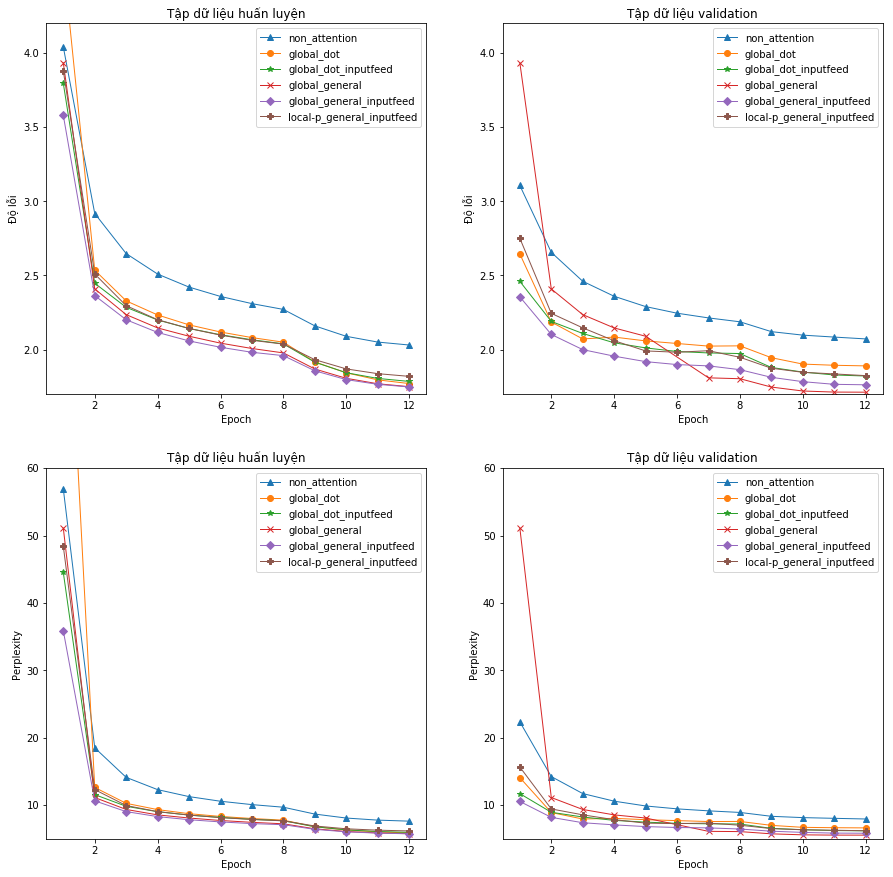 Tập dữ liệu huấn luyện
4.0
3.5
3.0
2.5
2.0
Độ lỗi
2 4 6 8 10 12
Epoch
non_attention
global_dot
global_dot_inputfeed
global_general
global_general_inputfeed
local-p_general_inputfeed
Tập dữ liệu validation
4.0
3.5
3.0
2.5
2.0
Độ lỗi
2 4 6 8 10 12
Epoch
non_attention
global_dot
global_dot_inputfeed
global_general
global_general_inputfeed
local-p_general_inputfeed
Tập dữ liệu huấn luyện
60
50
40
30
20
10
Perplexity
2 4 6 8 10 12
Epoch
non_attention
global_dot
global_dot_inputfeed
global_general
global_general_inputfeed
local-p_general_inputfeed
Tập dữ liệu validation
60
50
40
30
20
10
Perplexity
2 4 6 8 10 12
Epoch
non_attention
global_dot
global_dot_inputfeed
global_general
global_general_inputfeed
local-p_general_inputfeed